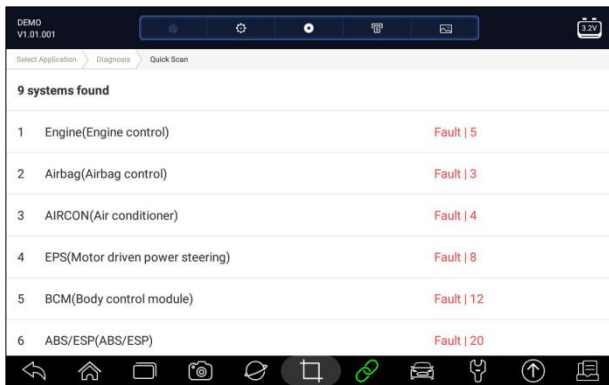 DEMO
V1.01.001
3.2V
Select Application Diagnosis Quick Scan
9 systems found
1 Engine(Engine control) Fault | 5
2 Airbag(Airbag control) Fault | 3
3 AIRCON(Air conditioner) Fault | 4
4 EPS(Motor driven power steering) Fault | 8
5 BCM(Body control module) Fault | 12
6 ABS/ESP(ABS/ESP) Fault | 20